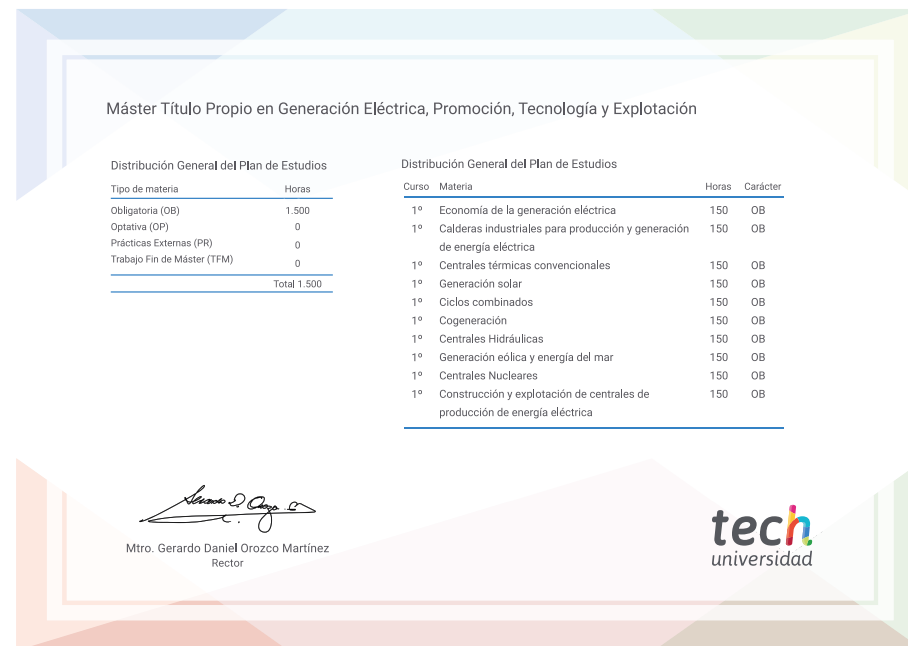 Máster Título Propio en Generación Eléctrica, Promoción, Tecnología y Explotación
Distribución General del Plan de Estudios
Tipo de materia Horas
Obligatoria (OB) 1.500
Optativa (OP) 0
Prácticas Externas (PR) 0
Trabajo Fin de Máster (TFM) 0
Total 1.500
Distribución General del Plan de Estudios
Curso Materia Horas Carácter
1º Economía de la generación eléctrica 150 OB
1º Calderas industriales para producción y generación 150 OB
de energía eléctrica
1º Centrales térmicas convencionales 150 OB
1º Generación solar 150 OB
1º Ciclos combinados 150 OB
1º Cogeneración 150 OB
1º Centrales Hidráulicas 150 OB
1º Generación eólica y energía del mar 150 OB
1º Centrales Nucleares 150 OB
1º Construcción y explotación de centrales de 150 OB
producción de energía eléctrica
Mtro. Gerardo Daniel Orozco Martínez
Rector
tech
universidad